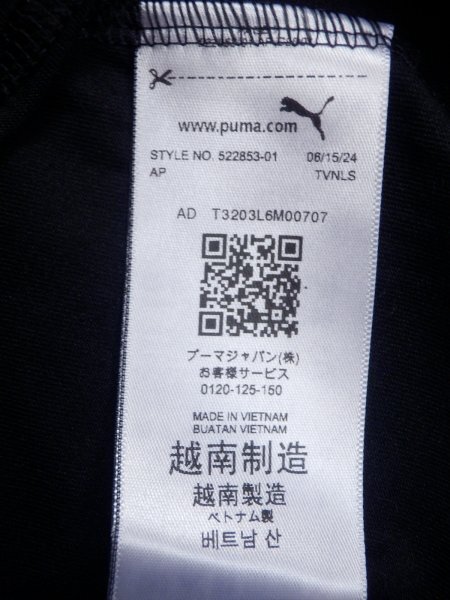 www.puma.com
STYLE NO. 522853-01 06/15/24
AP TVNLS
AD T3203L6M00707
プーマジャパン(株)
お客様サービス
0120-125-150
MADE IN VIETNAM
BUATAN VIETNAM
越南制造
越南製造
ベトナム製
베트남 산